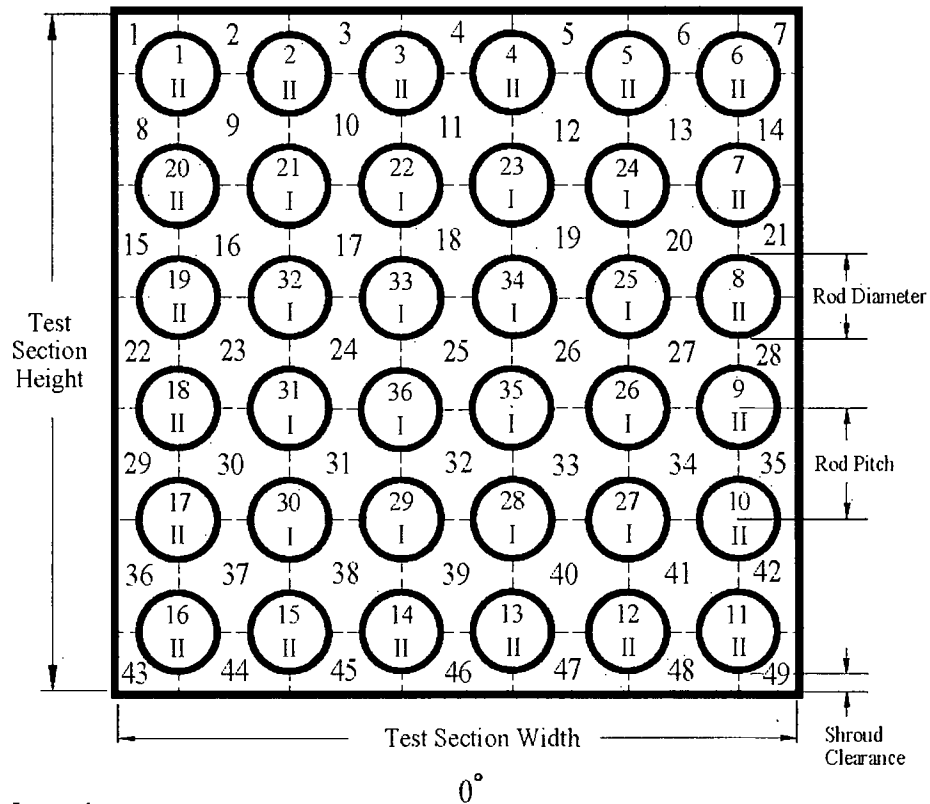 1 2 3 4 5 6 7
1 2 3 4 5 6
II II II II II II
8 9 10 11 12 13 14
20 21 22 23 24 7
II I I I I II
15 16 17 18 19 20 21
19 32 33 34 25 8
II I I I I II
Rod Diameter
Test
Section
Height
22 23 24 25 26 27 28
18 31 36 35 26 9
II I I I I II
29 30 31 32 33 34 35
Rod Pitch
17 30 29 28 27 10
II I I I I II
36 37 38 39 40 41 42
16 15 14 13 12 11
II II II II II II
43 44 45 46 47 48 49
Test Section Width
Shroud
Clearance
0°